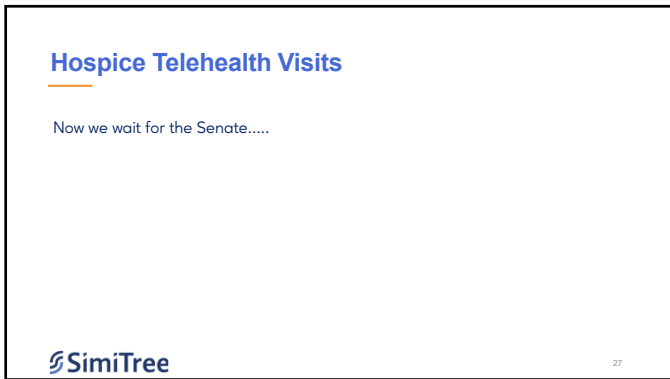 Hospice Telehealth Visits
Now we wait for the Senate.....
SimiTree
27